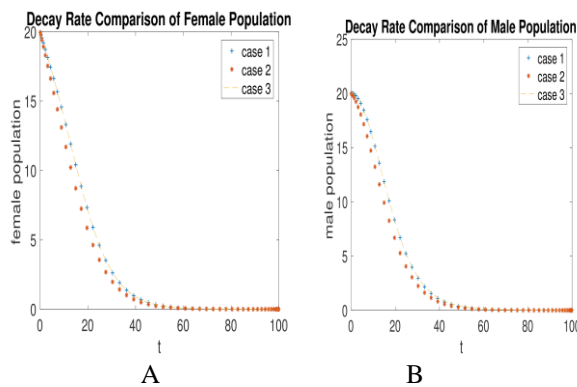 Decay Rate Comparison of Female Population
20
15
10
5
0
female population
0 20 40 60 80 100
t
case 1
case 2
case 3
A
Decay Rate Comparison of Male Population
25
20
15
10
5
0
male population
0 20 40 60 80 100
t
case 1
case 2
case 3
B